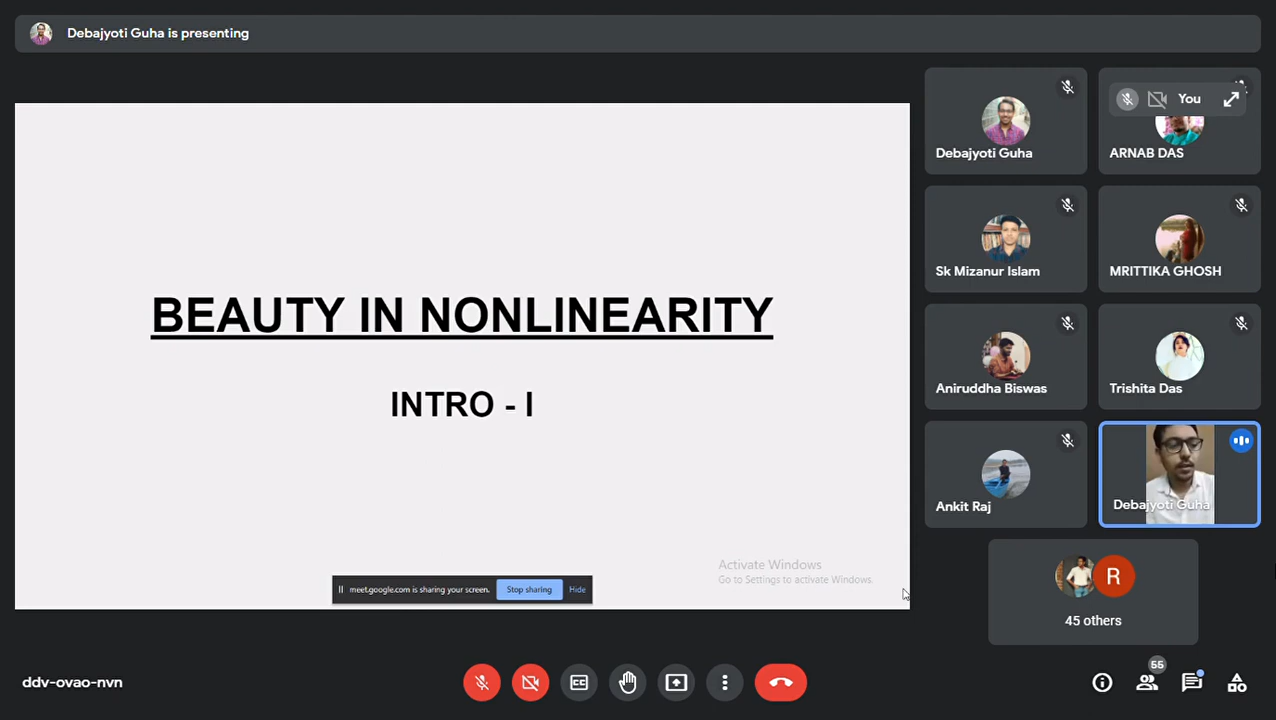 Debajyoti Guha is presenting
BEAUTY IN NONLINEARITY
INTRO - I
Activate Windows
Go to Settings to activate Windows.
meet.google.com is sharing your screen.
Stop sharing
Hide
Debajyoti Guha
You
ARNAB DAS
Sk Mizanur Islam
MRITTIKA GHOSH
Aniruddha Biswas
Trishita Das
Ankit Raj
Debajyoti Guha
R
45 others
ddv-ovao-nvn
CC
55